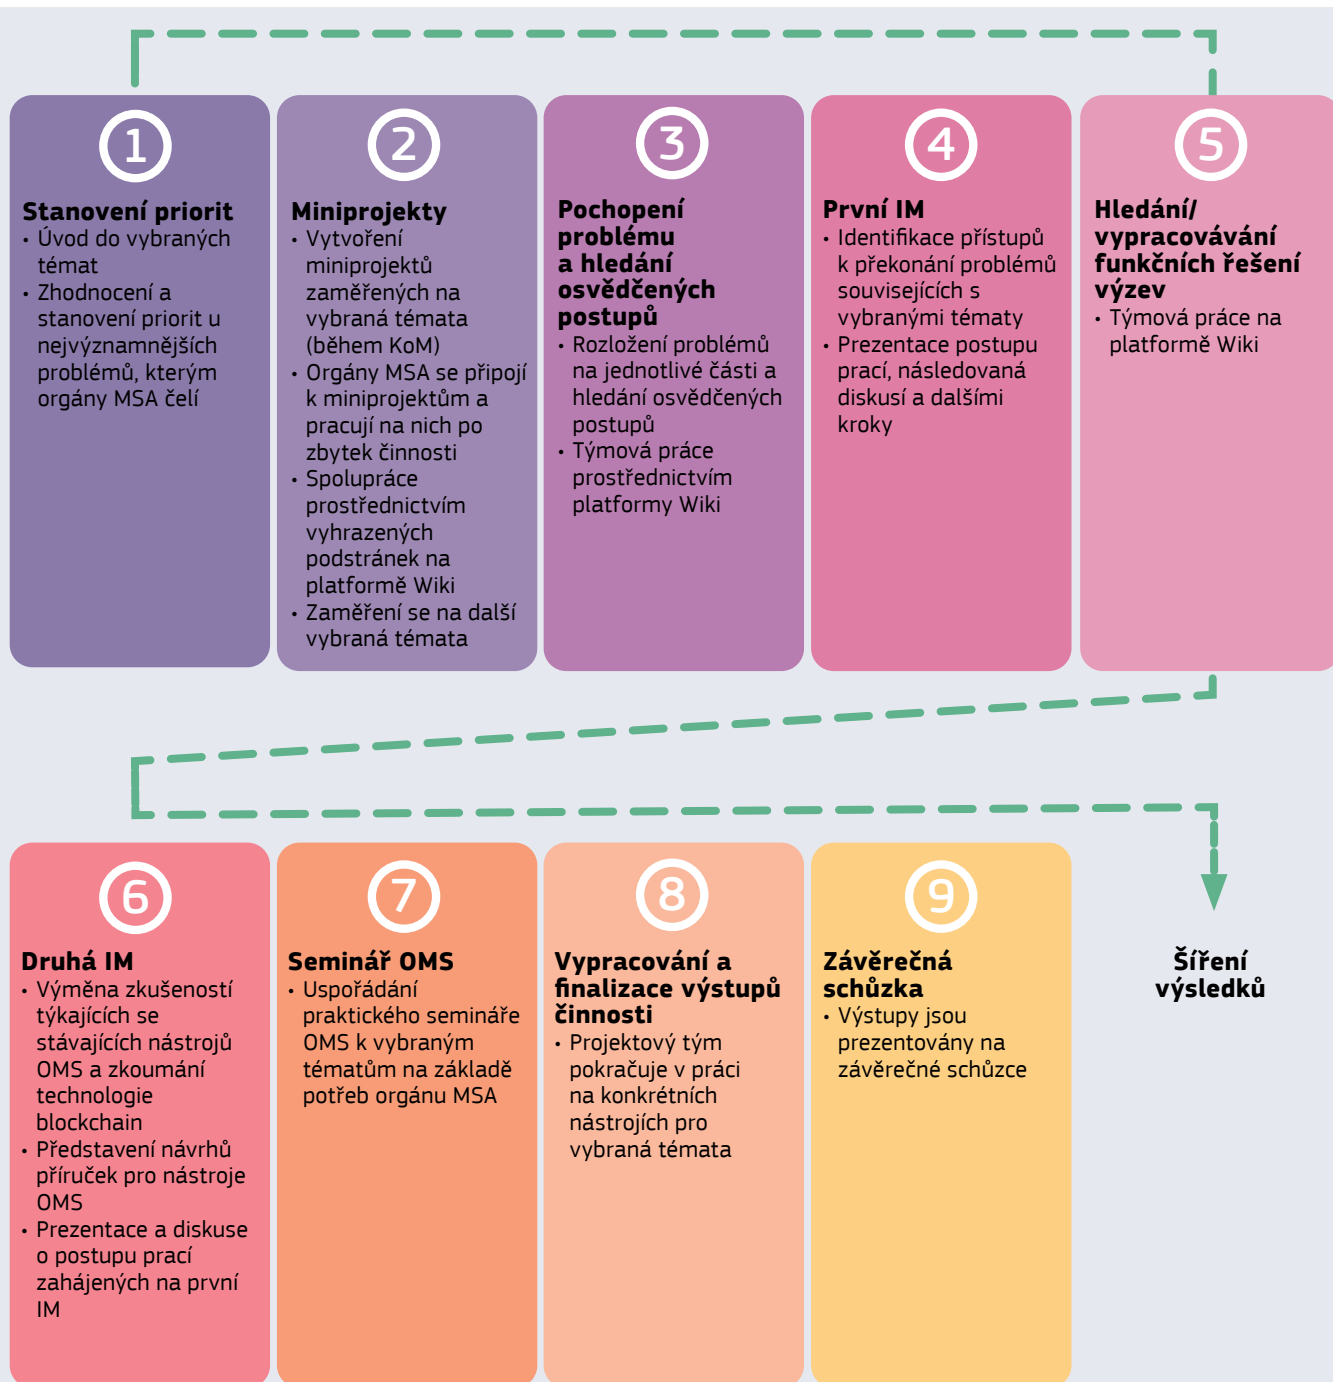 1
Stanovení priorit
• Úvod do vybraných
témat
• Zhodnocení a
stanovení priorit u
nejvýznamnějších
problémů, kterým
orgány MSA čelí
2
Miniprojekty
• Vytvoření
miniprojektů
zaměřených na
vybraná témata
(během KoM)
• Orgány MSA se připojí
k miniprojektům a
pracují na nich po
zbytek činnosti
• Spolupráce
prostřednictvím
vyhrazených
podstránek na
platformě Wiki
• Zaměření se na další
vybraná témata
3
Pochopení
problému
a hledání
osvědčených
postupů
• Rozložení problémů
na jednotlivé části a
hledání osvědčených
postupů
• Týmová práce
prostřednictvím
platformy Wiki
4
První IM
• Identifikace přístupů
k překonání problémů
souvisejících s
vybranými tématy
• Prezentace postupu
prací, následovaná
diskusí a dalšími
kroky
5
Hledání/
vypracovávání
funkčních řešení
výzev
• Týmová práce na
platformě Wiki
6
Druhá IM
• Výměna zkušeností
týkajících se
stávajících nástrojů
OMS a zkoumání
technologie
blockchain
• Představení návrhů
příruček pro nástroje
OMS
• Prezentace a diskuse
o postupu prací
zahájených na první
IM
7
Seminář OMS
• Uspořádání
praktického semináře
OMS k vybraným
tématům na základě
potřeb orgánu MSA
8
Vypracování a
finalizace výstupů
činnosti
• Projektový tým
pokračuje v práci
na konkrétních
nástrojích pro
vybraná témata
9
Závěrečná
schůzka
• Výstupy jsou
prezentovány na
závěrečné schůzce
Šíření
výsledků